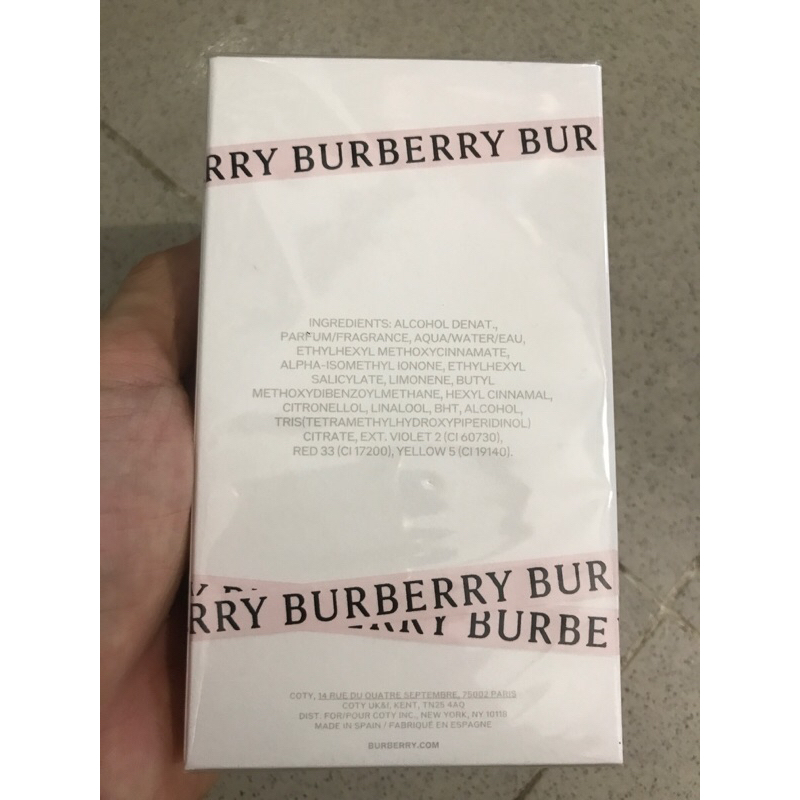 RRY BURBERRY BUR
INGREDIENTS: ALCOHOL DENAT.,
PARFUM/FRAGRANCE, AQUA/WATER/EAU,
ETHYLHEXYL METHOXYCINNAMATE,
ALPHA-ISOMETHYL IONONE, ETHYLHEXYL
SALICYLATE, LIMONENE, BUTYL
METHOXYDIBENZOYLMETHANE, HEXYL CINNAMAL,
CITRONELLOL, LINALOOL, BHT, ALCOHOL,
TRIS(TETRAMETHYLHYDROXYPIPERIDINOL)
CITRATE, EXT. VIOLET 2 (CI 60730),
RED 33 (CI 17200), YELLOW 5 (CI 19140).
RRY BURBERRY BUR
BURBE
COTY, 14 RUE DU QUATRE SEPTEMBRE, 75002 PARIS
COTY UK&I, KENT, TN25 4AQ
DIST. FOR/POUR COTY INC., NEW YORK, NY 10118
MADE IN SPAIN / FABRIQUÉ EN ESPAGNE
BURBERRY.COM